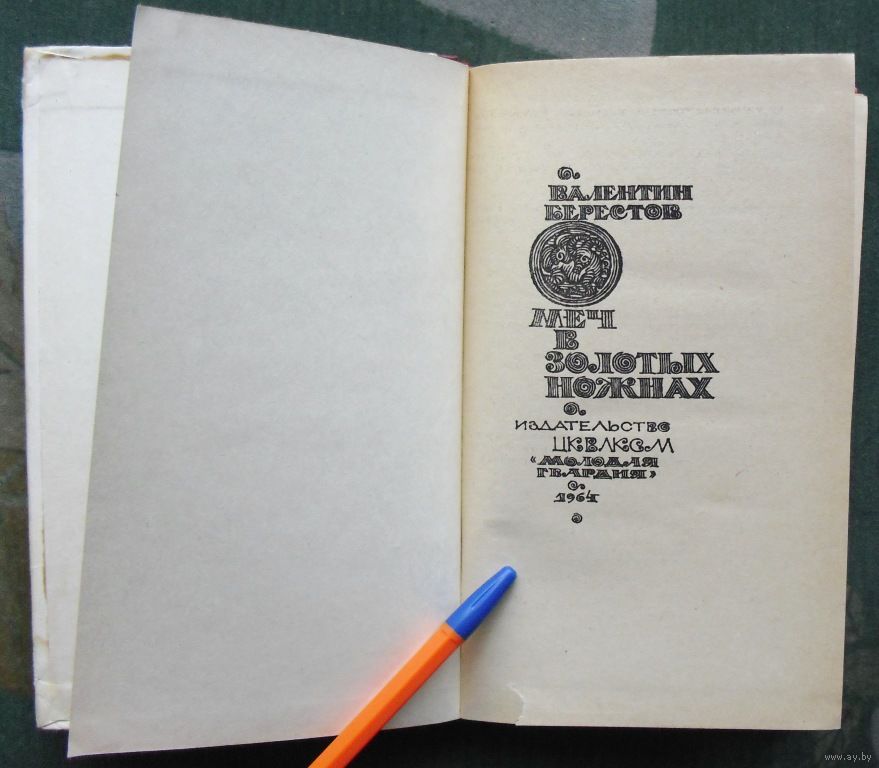 ВАЛЕНТИН
БЕРЕСТОВ
МЕЧ
В
ЗОЛОТЫХ
НОЖНАХ
ИЗДАТЕЛЬСТВО
ЦК ВЛКСМ
«МОЛОДАЯ
ГВАРДИЯ»
1964
www.ay.by